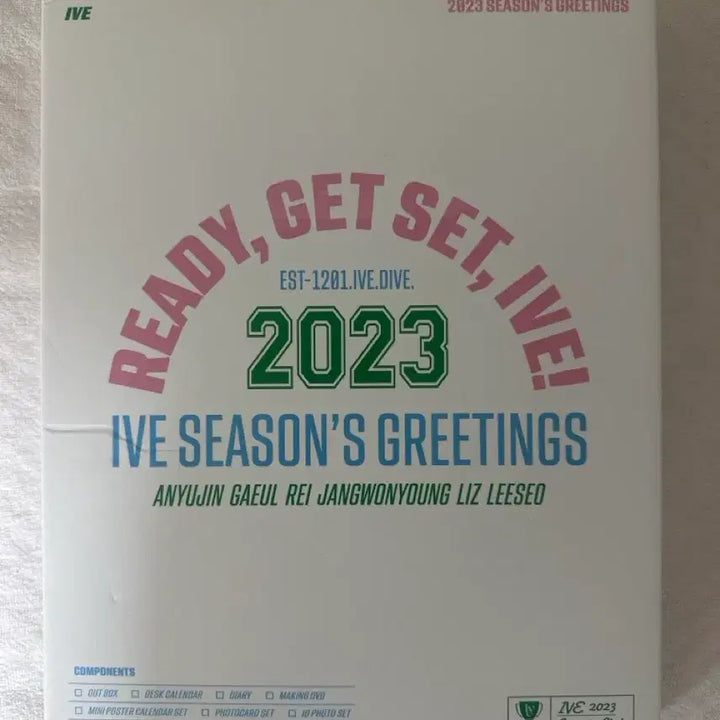 IVE
2023 SEASON'S GREETINGS
READY, GET SET, IVE!
EST-1201.IVE.DIVE.
2023
IVE SEASON'S GREETINGS
ANYUJIN GAEUL REI JANGWONYOUNG LIZ LEESEO
COMPONENTS
OUT BOX DESK CALENDAR DIARY MAKING DVD
MINI POSTER CALENDAR SET PHOTOCARD SET ID PHOTO SET
IVE 2023